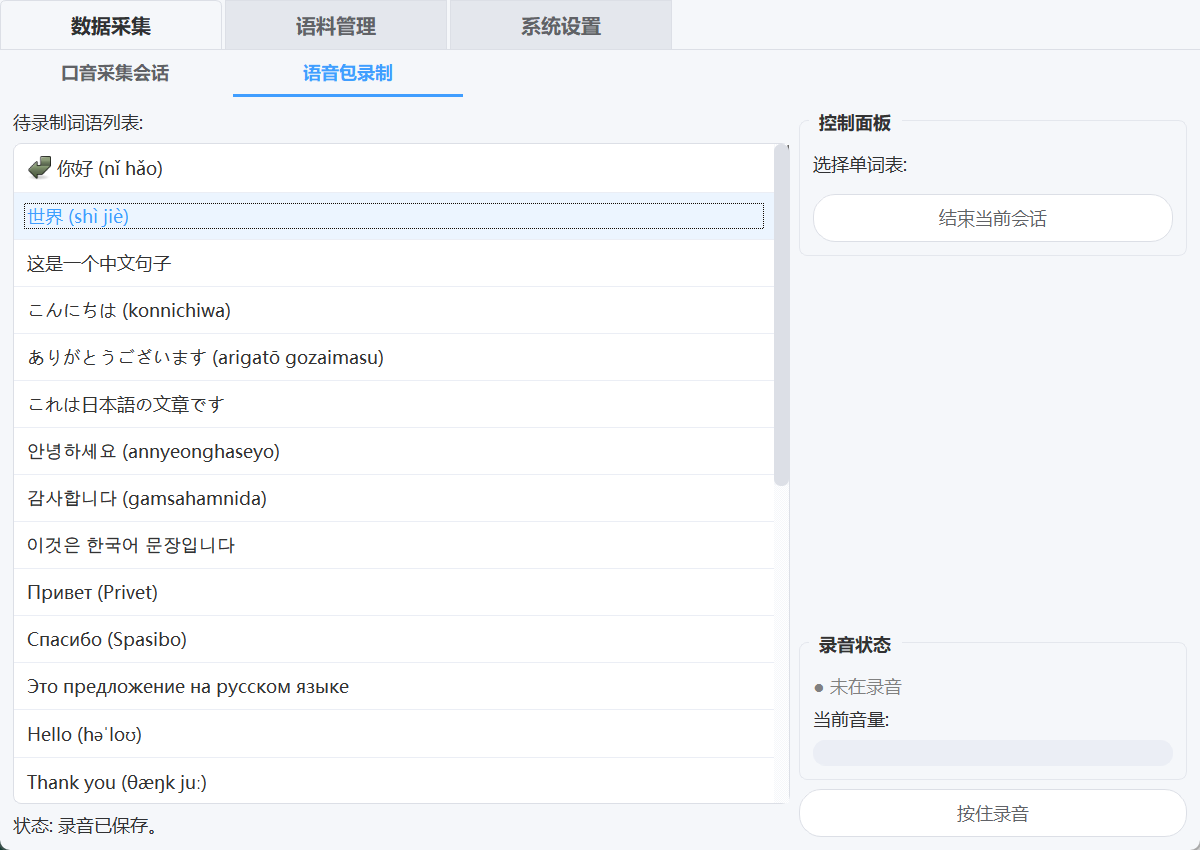 数据采集 语料管理 系统设置
口音采集会话 语音包录制
待录制词语列表:
你好 (nǐ hǎo)
世界 (shì jiè)
这是一个中文句子
こんにちは (konnichiwa)
ありがとうございます (arigatō gozaimasu)
これは日本語の文章です
안녕하세요 (annyeonghaseyo)
감사합니다 (gamsahamnida)
이것은 한국어 문장입니다
Привет (Privet)
Спасибо (Spasibo)
Это предложение на русском языке
Hello (həˈloʊ)
Thank you (θæŋk juː)
状态: 录音已保存。
控制面板
选择单词表:
结束当前会话
录音状态
● 未在录音
当前音量:
按住录音